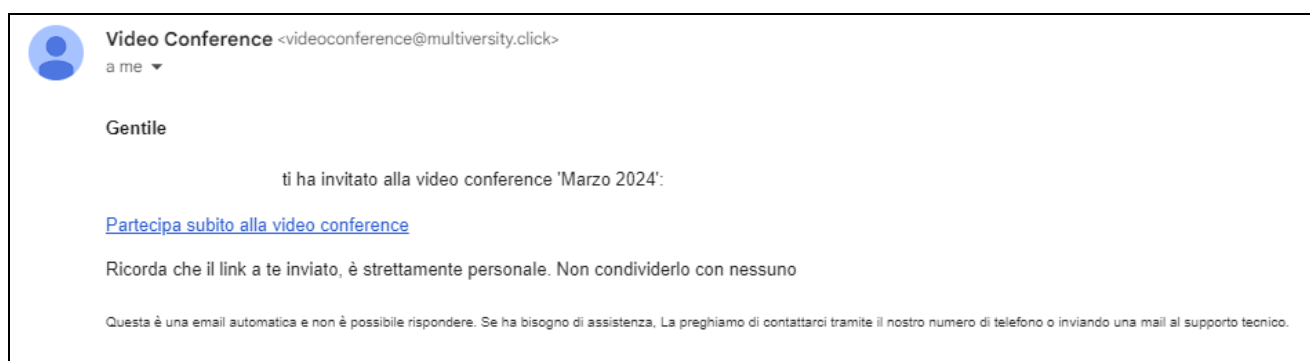 Video Conference <videoconference@multiversity.click>
a me
Gentile
ti ha invitato alla video conference 'Marzo 2024':
Partecipa subito alla video conference
Ricorda che il link a te inviato, è strettamente personale. Non condividerlo con nessuno
Questa è una email automatica e non è possibile rispondere. Se ha bisogno di assistenza, La preghiamo di contattarci tramite il nostro numero di telefono o inviando una mail al supporto tecnico.